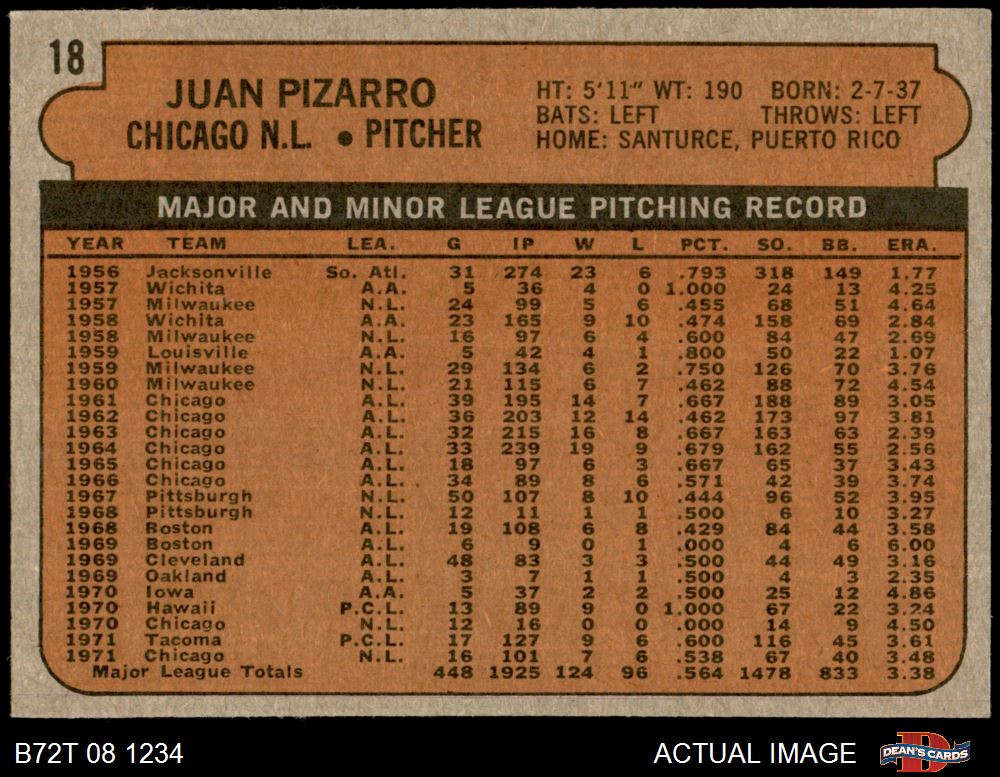 18
JUAN PIZARRO
CHICAGO N.L. • PITCHER
HT: 5'11" WT: 190 BORN: 2-7-37
BATS: LEFT THROWS: LEFT
HOME: SANTURCE, PUERTO RICO
MAJOR AND MINOR LEAGUE PITCHING RECORD
YEAR TEAM LEA. G IP W L PCT. SO. BB. ERA.
1956 Jacksonville So. Atl. 31 274 23 6 .793 318 149 1.77
1957 Wichita A.A. 5 36 4 0 1.000 24 13 4.25
1957 Milwaukee N.L. 24 99 5 6 .455 68 51 4.64
1958 Wichita A.A. 23 165 9 10 .474 158 69 2.84
1958 Milwaukee N.L. 16 97 6 4 .600 84 47 2.69
1959 Louisville A.A. 5 42 4 1 .800 50 22 1.07
1959 Milwaukee N.L. 29 134 6 2 .750 126 70 3.76
1960 Milwaukee N.L. 21 115 6 7 .462 88 72 4.54
1961 Chicago A.L. 39 195 14 7 .667 188 89 3.05
1962 Chicago A.L. 36 203 12 14 .462 173 97 3.81
1963 Chicago A.L. 32 215 16 8 .667 163 63 2.39
1964 Chicago A.L. 33 239 19 9 .679 162 55 2.56
1965 Chicago A.L. 18 97 6 3 .667 65 37 3.43
1966 Chicago A.L. 34 89 8 6 .571 42 39 3.74
1967 Pittsburgh N.L. 50 107 8 10 .444 96 52 3.95
1968 Pittsburgh N.L. 12 11 1 1 .500 6 10 3.27
1968 Boston A.L. 19 108 6 8 .429 84 44 3.58
1969 Boston A.L. 6 9 0 1 .000 4 6 6.00
1969 Cleveland A.L. 48 83 3 3 .500 44 49 3.16
1969 Oakland A.L. 3 7 1 1 .500 4 3 2.35
1970 Iowa A.A. 5 37 2 2 .500 25 12 4.86
1970 Hawaii P.C.L. 13 89 9 0 1.000 67 22 3.24
1970 Chicago N.L. 12 16 0 0 .000 14 9 4.50
1971 Tacoma P.C.L. 17 127 9 6 .600 116 45 3.61
1971 Chicago N.L. 16 101 7 6 .538 67 40 3.48
Major League Totals 448 1925 124 96 .564 1478 833 3.38
B72T 08 1234
ACTUAL IMAGE
DEAN'S CARDS